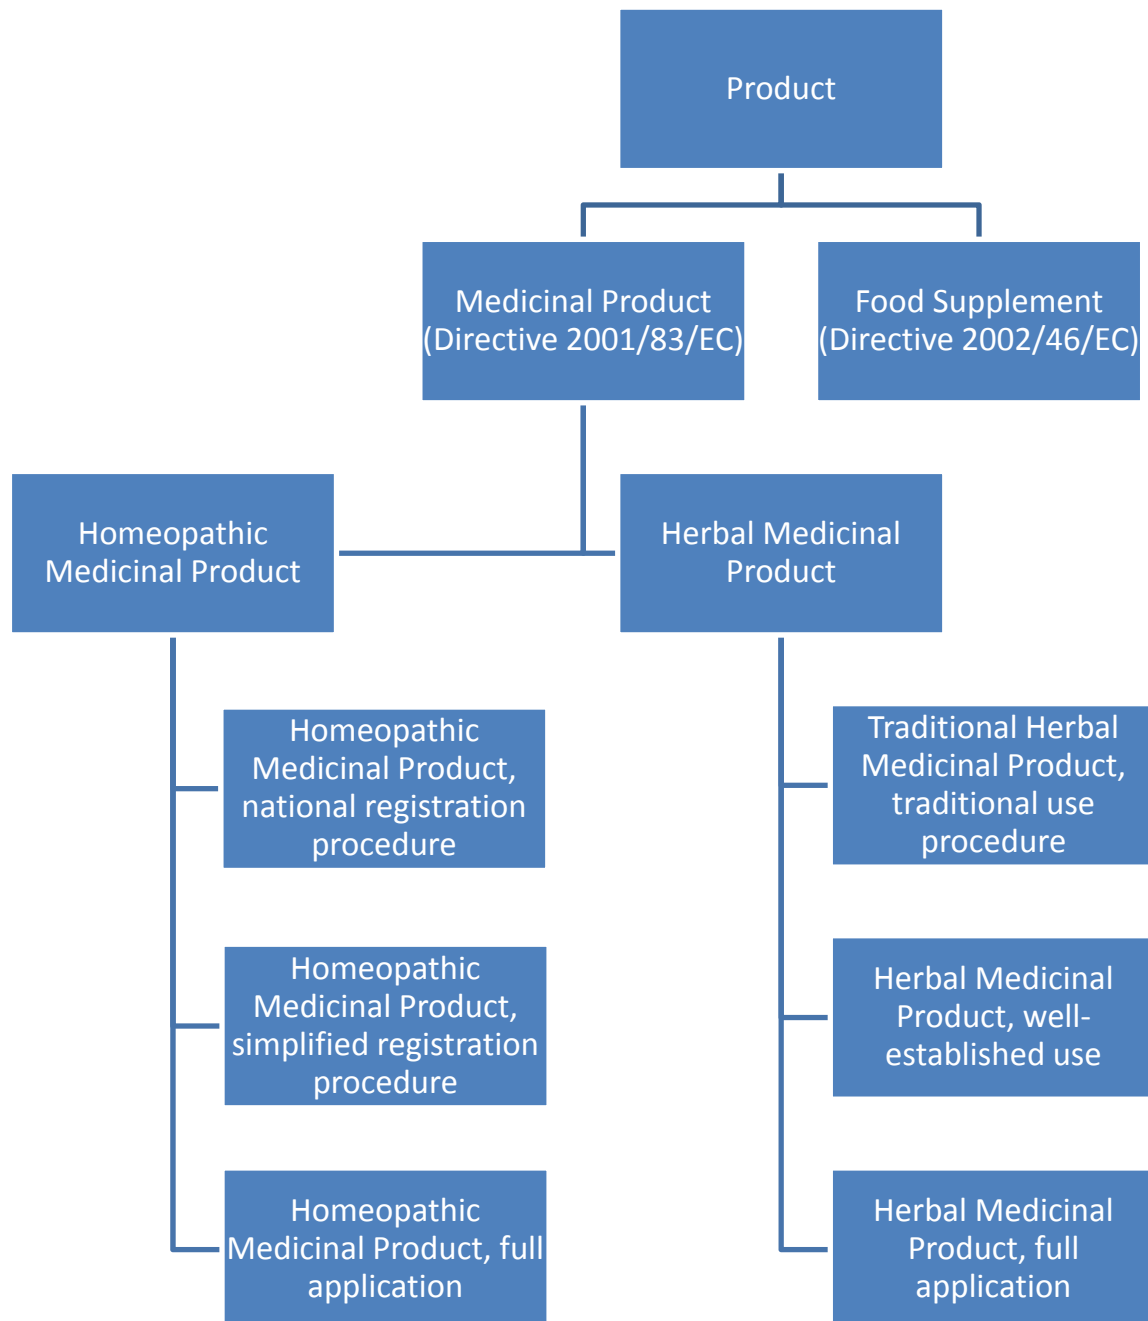 Product
Medicinal Product
(Directive 2001/83/EC)
Food Supplement
(Directive 2002/46/EC)
Homeopathic
Medicinal Product
Herbal Medicinal
Product
Homeopathic
Medicinal Product,
national registration
procedure
Homeopathic
Medicinal Product,
simplified registration
procedure
Homeopathic
Medicinal Product, full
application
Traditional Herbal
Medicinal Product,
traditional use
procedure
Herbal Medicinal
Product, well-
established use
Herbal Medicinal
Product, full
application